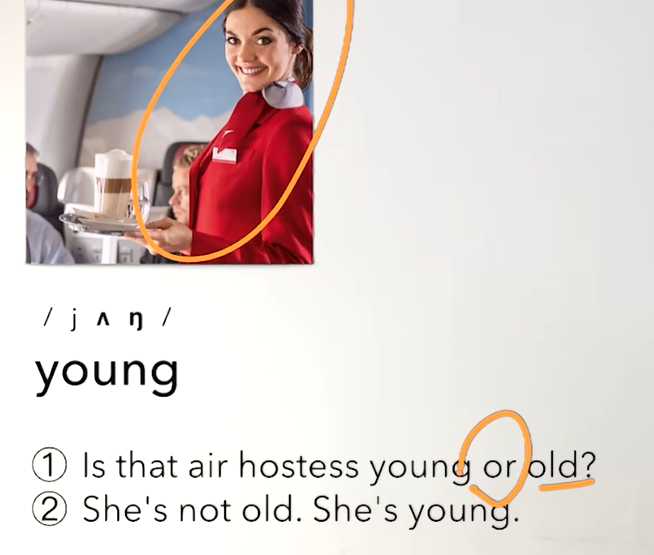 / j ʌ ŋ /
young
① Is that air hostess young or old?
② She's not old. She's young.